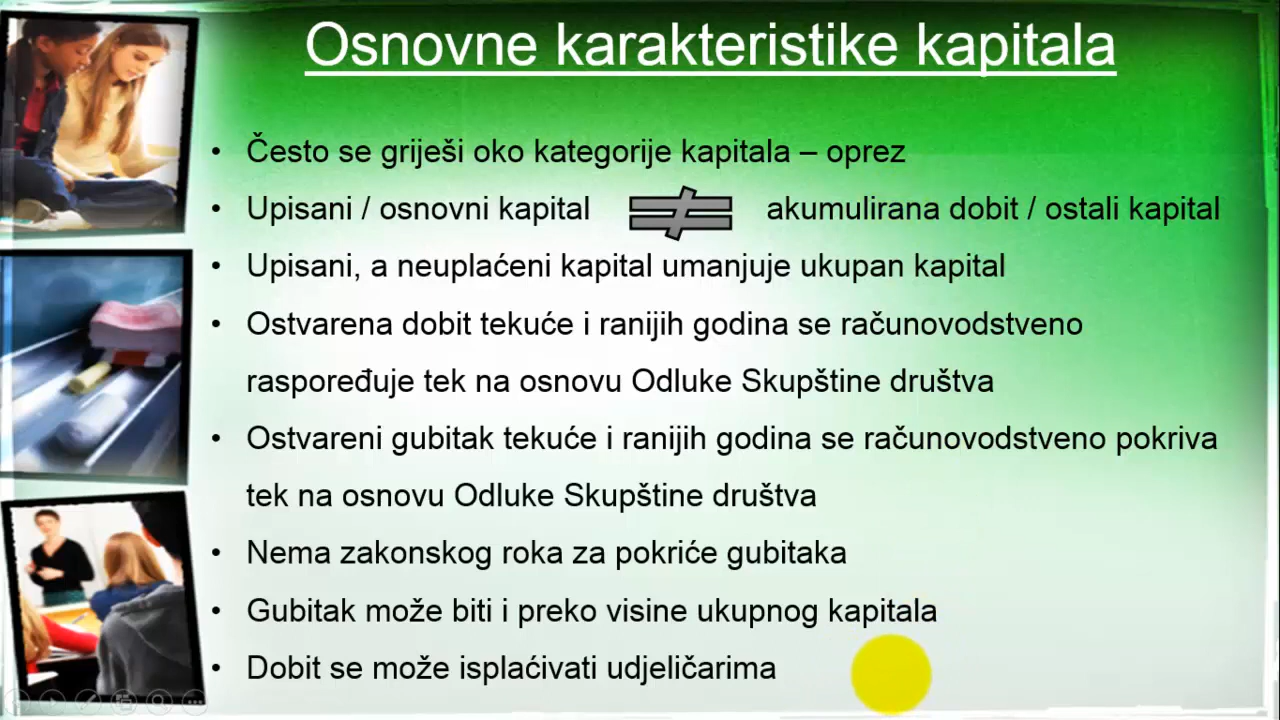 Osnovne karakteristike kapitala
• Često se griješi oko kategorije kapitala – oprez
• Upisani / osnovni kapital ≠ akumulirana dobit / ostali kapital
• Upisani, a neuplaćeni kapital umanjuje ukupan kapital
• Ostvarena dobit tekuće i ranijih godina se računovodstveno
raspoređuje tek na osnovu Odluke Skupštine društva
• Ostvareni gubitak tekuće i ranijih godina se računovodstveno pokriva
tek na osnovu Odluke Skupštine društva
• Nema zakonskog roka za pokriće gubitaka
• Gubitak može biti i preko visine ukupnog kapitala
• Dobit se može isplaćivati udjeličarima